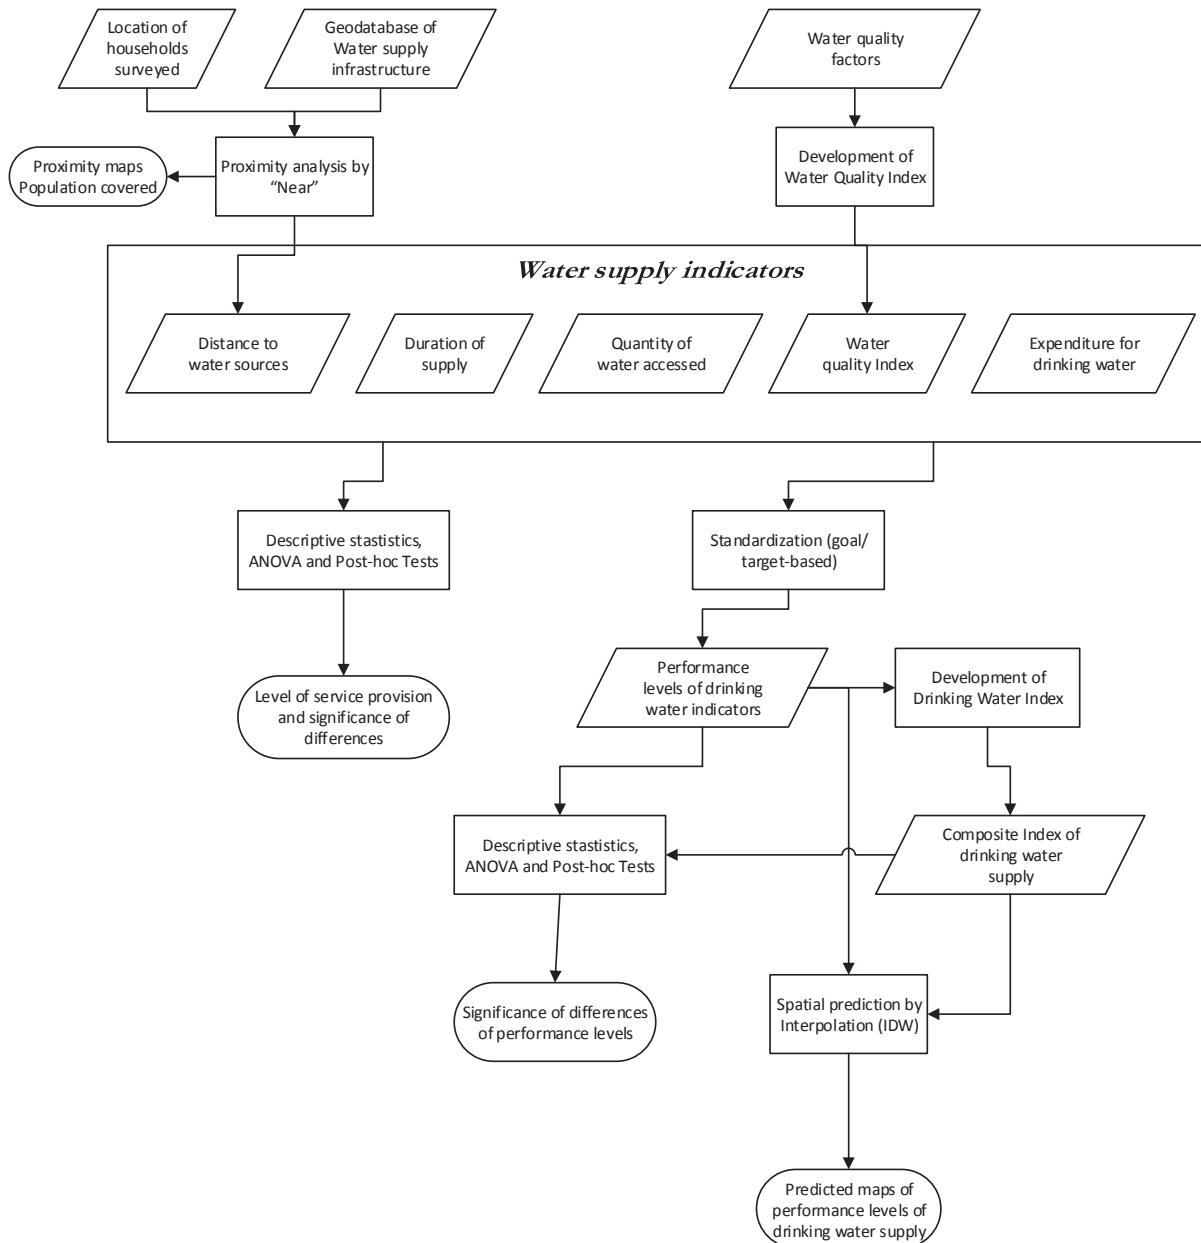 Location of
households
surveyed
Geodatabase of
Water supply
infrastructure
Water quality
factors
Proximity maps
Population covered
Proximity analysis by
“Near”
Development of
Water Quality Index
Water supply indicators
Distance to
water sources
Duration of
supply
Quantity of
water accessed
Water
quality Index
Expenditure for
drinking water
Descriptive stastistics,
ANOVA and Post-hoc Tests
Standardization (goal/
target-based)
Level of service provision
and significance of
differences
Performance
levels of drinking
water indicators
Development of
Drinking Water Index
Descriptive stastistics,
ANOVA and Post-hoc Tests
Composite Index of
drinking water
supply
Significance of differences
of performance levels
Spatial prediction by
Interpolation (IDW)
Predicted maps of
performance levels of
drinking water supply